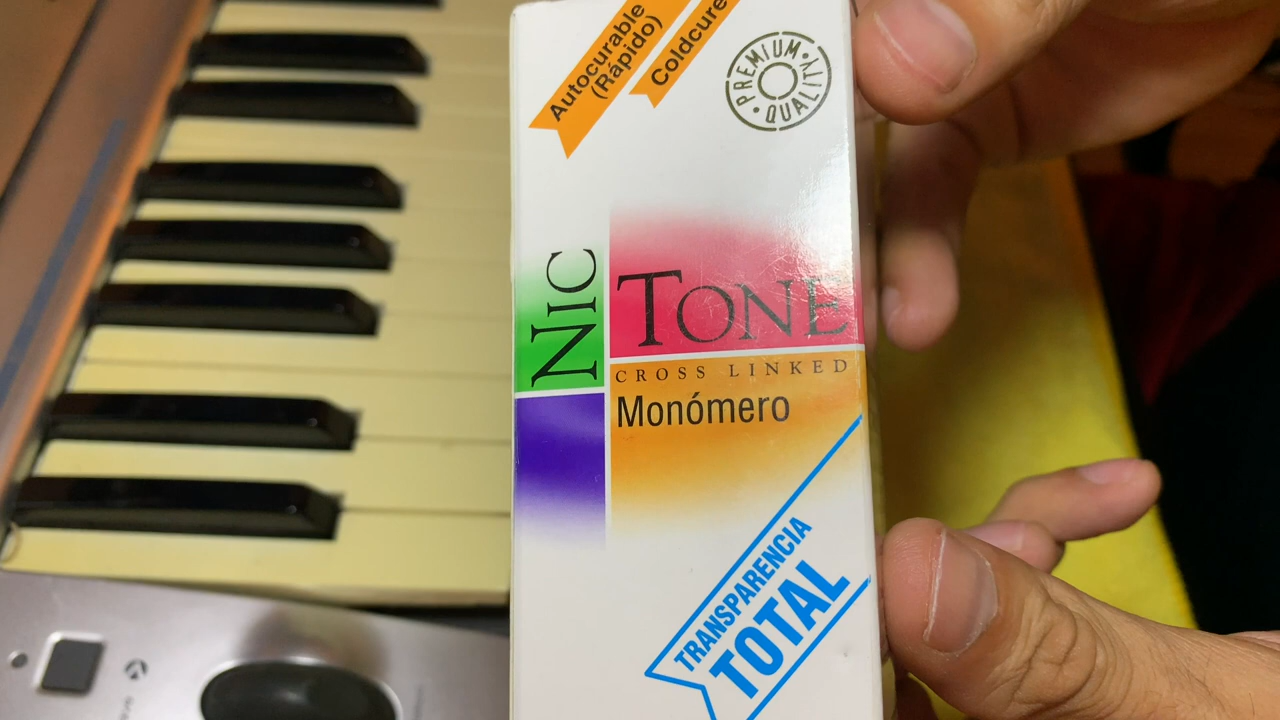 Autocurable
(Rápido)
Coldcure
PREMIUM • QUALITY •
NIC
TONE
CROSS LINKED
Monómero
TRANSPARENCIA
TOTAL